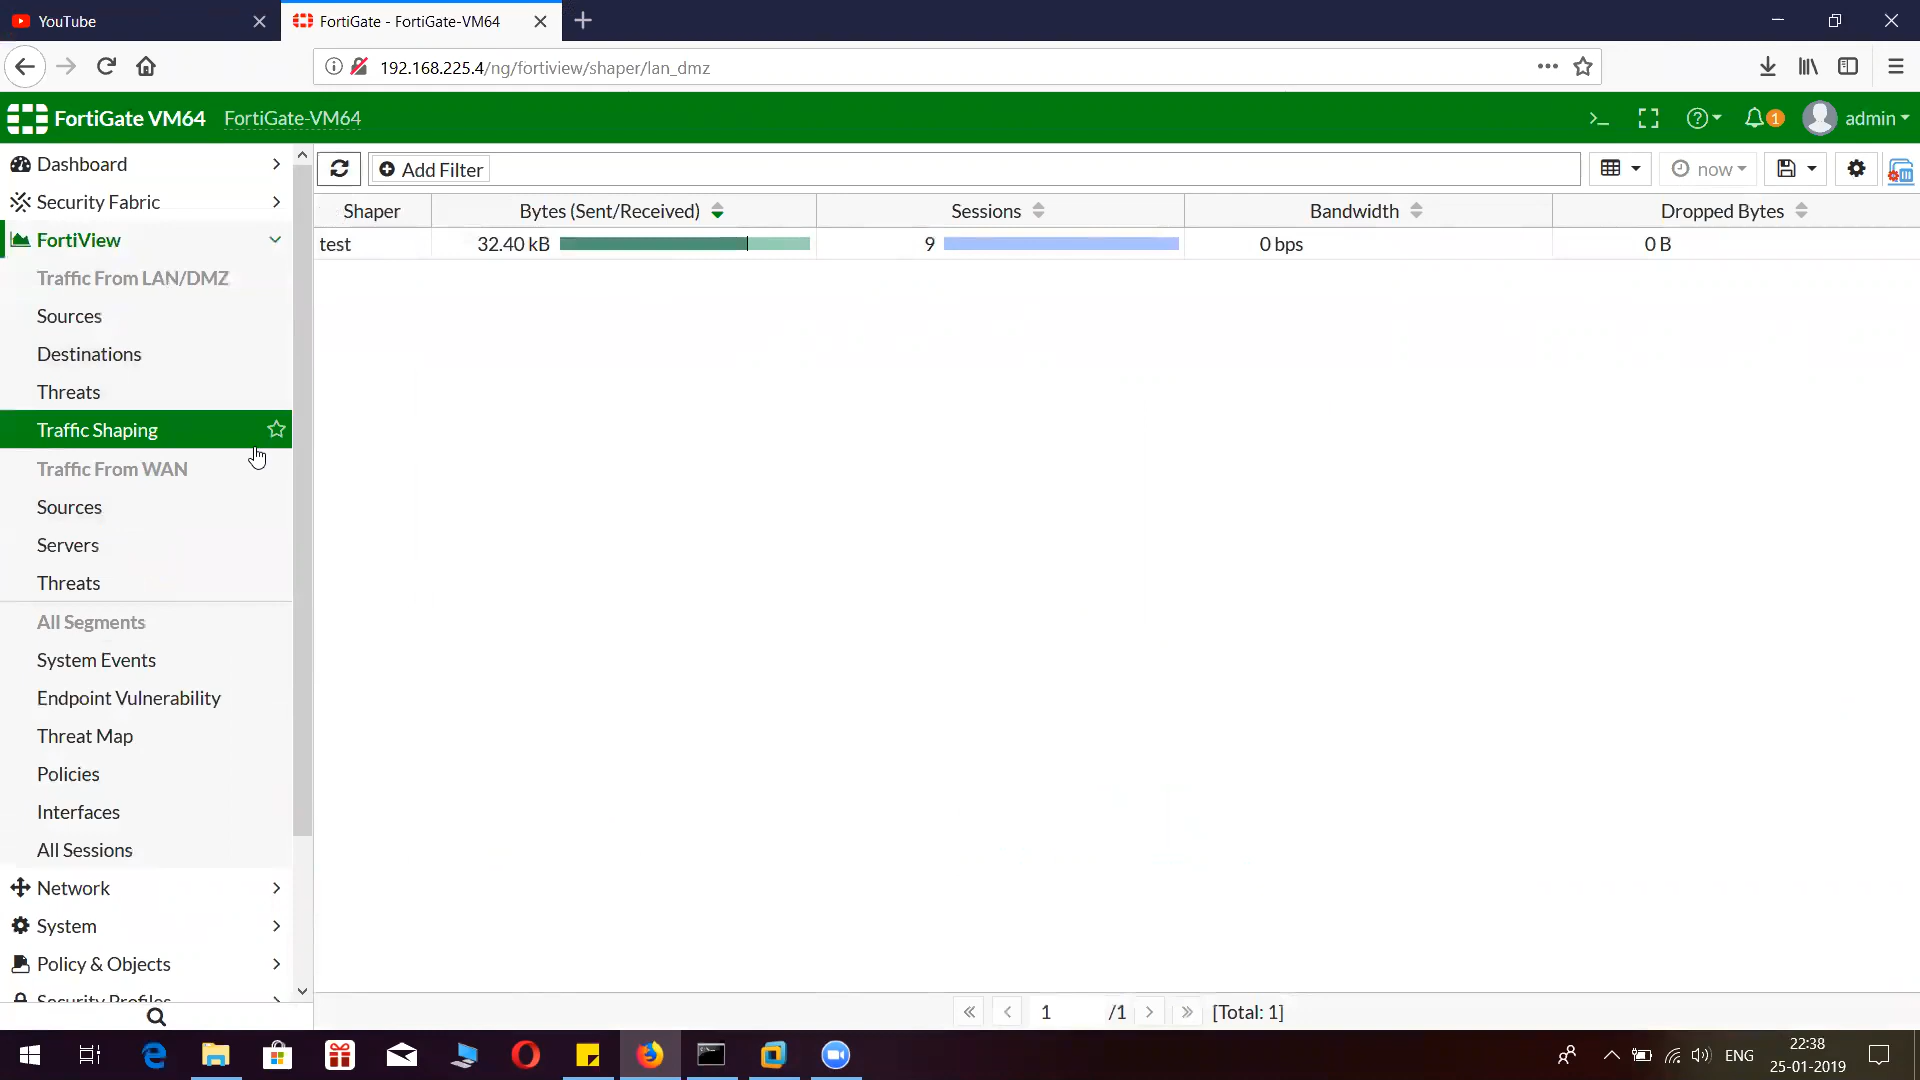 YouTube
FortiGate - FortiGate-VM64
192.168.225.4/ng/fortiview/shaper/lan_dmz
FortiGate VM64 FortiGate-VM64
>_
1
admin
Dashboard
Security Fabric
FortiView
Traffic From LAN/DMZ
Sources
Destinations
Threats
Traffic Shaping
Traffic From WAN
Sources
Servers
Threats
All Segments
System Events
Endpoint Vulnerability
Threat Map
Policies
Interfaces
All Sessions
Network
System
Policy & Objects
Security Profiles
Add Filter
now
Shaper Bytes (Sent/Received) Sessions Bandwidth Dropped Bytes
test 32.40 kB 9 0 bps 0 B
1 /1 [Total: 1]
ENG
22:38
25-01-2019